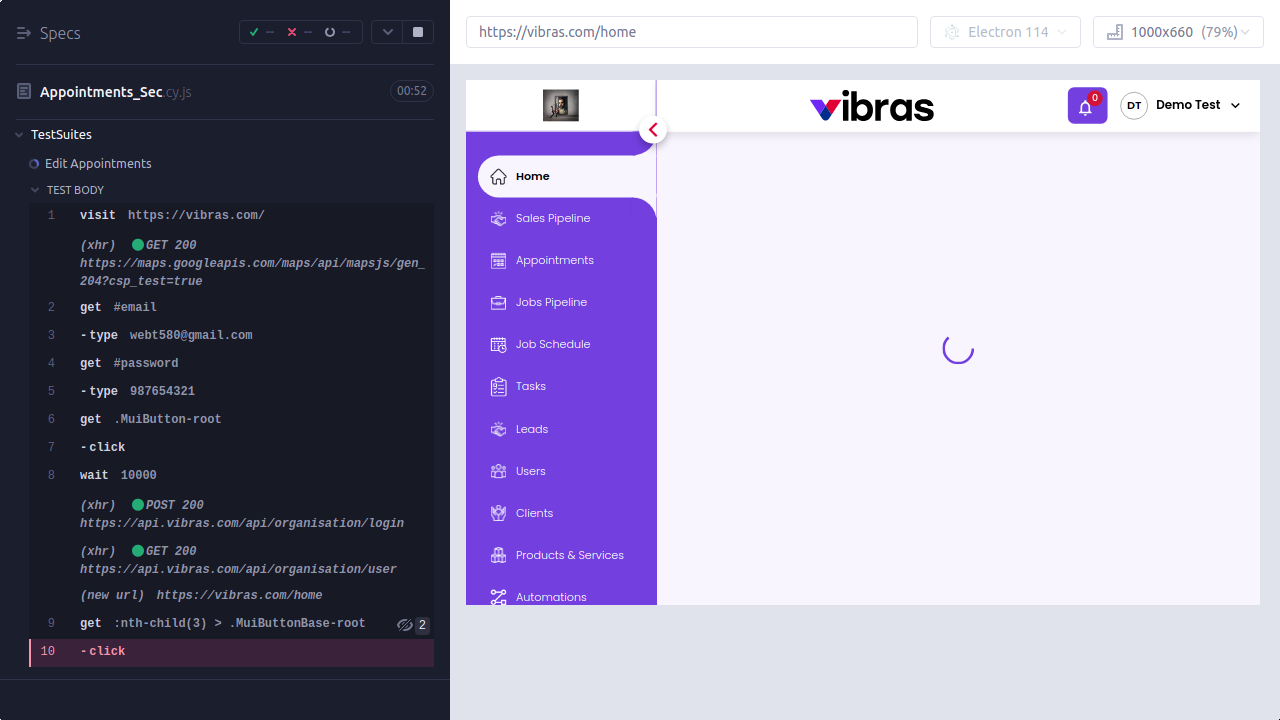 Specs
--
--
--
https://vibras.com/home
Electron 114
1000x660 (79%)
Appointments_Sec.cy.js
00:52
TestSuites
Edit Appointments
TEST BODY
1 visit https://vibras.com/
(xhr) GET 200
https://maps.googleapis.com/maps/api/mapsjs/gen_
204?csp_test=true
2 get #email
3 -type webt580@gmail.com
4 get #password
5 -type 987654321
6 get .MuiButton-root
7 -click
8 wait 10000
(xhr) POST 200
https://api.vibras.com/api/organisation/login
(xhr) GET 200
https://api.vibras.com/api/organisation/user
(new url) https://vibras.com/home
9 get :nth-child(3) > .MuiButtonBase-root 2
10 -click
vibras
0
DT
Demo Test
Home
Sales Pipeline
Appointments
Jobs Pipeline
Job Schedule
Tasks
Leads
Users
Clients
Products & Services
Automations